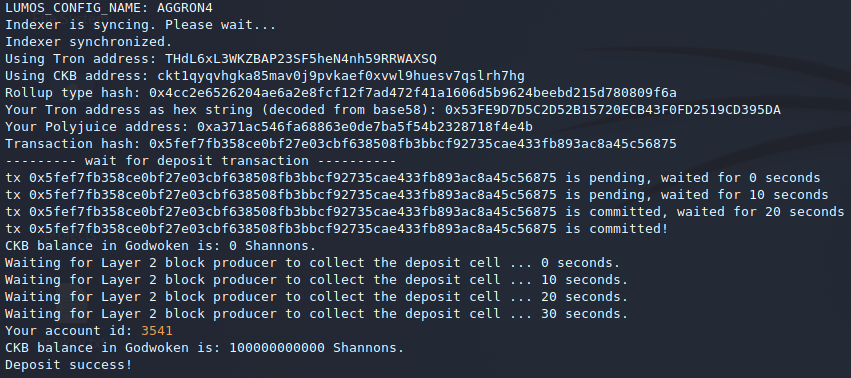 LUMOS_CONFIG_NAME: AGGRON4
Indexer is syncing. Please wait...
Indexer synchronized.
Using Tron address: THdL6xL3WKZBAP23SF5heN4nh59RRWAXSQ
Using CKB address: ckt1qyqvhgka85mav0j9pvkaef0xvwl9huesv7qslrh7hg
Rollup type hash: 0x4cc2e6526204ae6a2e8fcf12f7ad472f41a1606d5b9624beebd215d780809f6a
Your Tron address as hex string (decoded from base58): 0x53FE9D7D5C2D52B15720ECB43F0FD2519CD395DA
Your Polyjuice address: 0xa371ac546fa68863e0de7ba5f54b2328718f4e4b
Transaction hash: 0x5fef7fb358ce0bf27e03cbf638508fb3bbcf92735cae433fb893ac8a45c56875
--------- wait for deposit transaction ----------
tx 0x5fef7fb358ce0bf27e03cbf638508fb3bbcf92735cae433fb893ac8a45c56875 is pending, waited for 0 seconds
tx 0x5fef7fb358ce0bf27e03cbf638508fb3bbcf92735cae433fb893ac8a45c56875 is pending, waited for 10 seconds
tx 0x5fef7fb358ce0bf27e03cbf638508fb3bbcf92735cae433fb893ac8a45c56875 is committed, waited for 20 seconds
tx 0x5fef7fb358ce0bf27e03cbf638508fb3bbcf92735cae433fb893ac8a45c56875 is committed!
CKB balance in Godwoken is: 0 Shannons.
Waiting for Layer 2 block producer to collect the deposit cell ... 0 seconds.
Waiting for Layer 2 block producer to collect the deposit cell ... 10 seconds.
Waiting for Layer 2 block producer to collect the deposit cell ... 20 seconds.
Waiting for Layer 2 block producer to collect the deposit cell ... 30 seconds.
Your account id: 3541
CKB balance in Godwoken is: 100000000000 Shannons.
Deposit success!